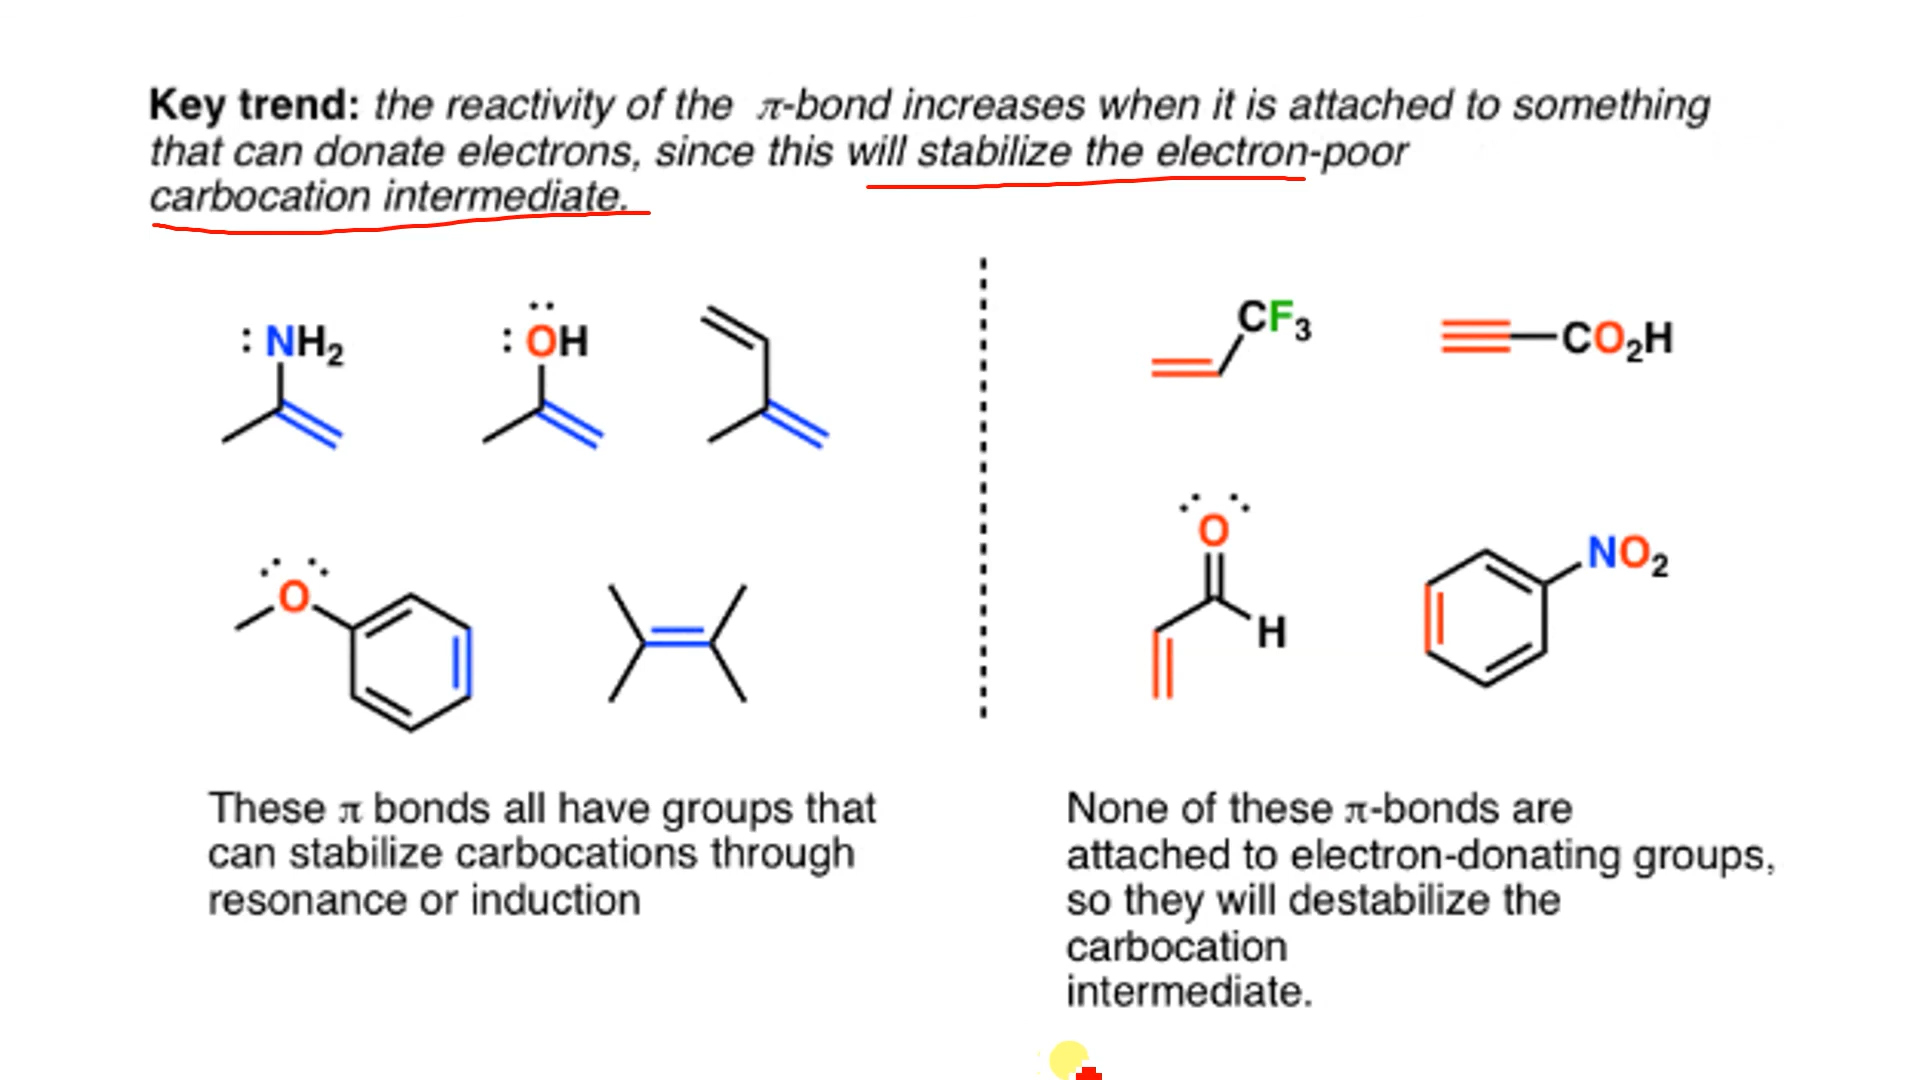 Key trend: the reactivity of the π-bond increases when it is attached to something
that can donate electrons, since this will stabilize the electron-poor
carbocation intermediate.
:NH2
:OH
CF3
CO2H
O
H
NO2
O
These π bonds all have groups that
can stabilize carbocations through
resonance or induction
None of these π-bonds are
attached to electron-donating groups,
so they will destabilize the
carbocation
intermediate.